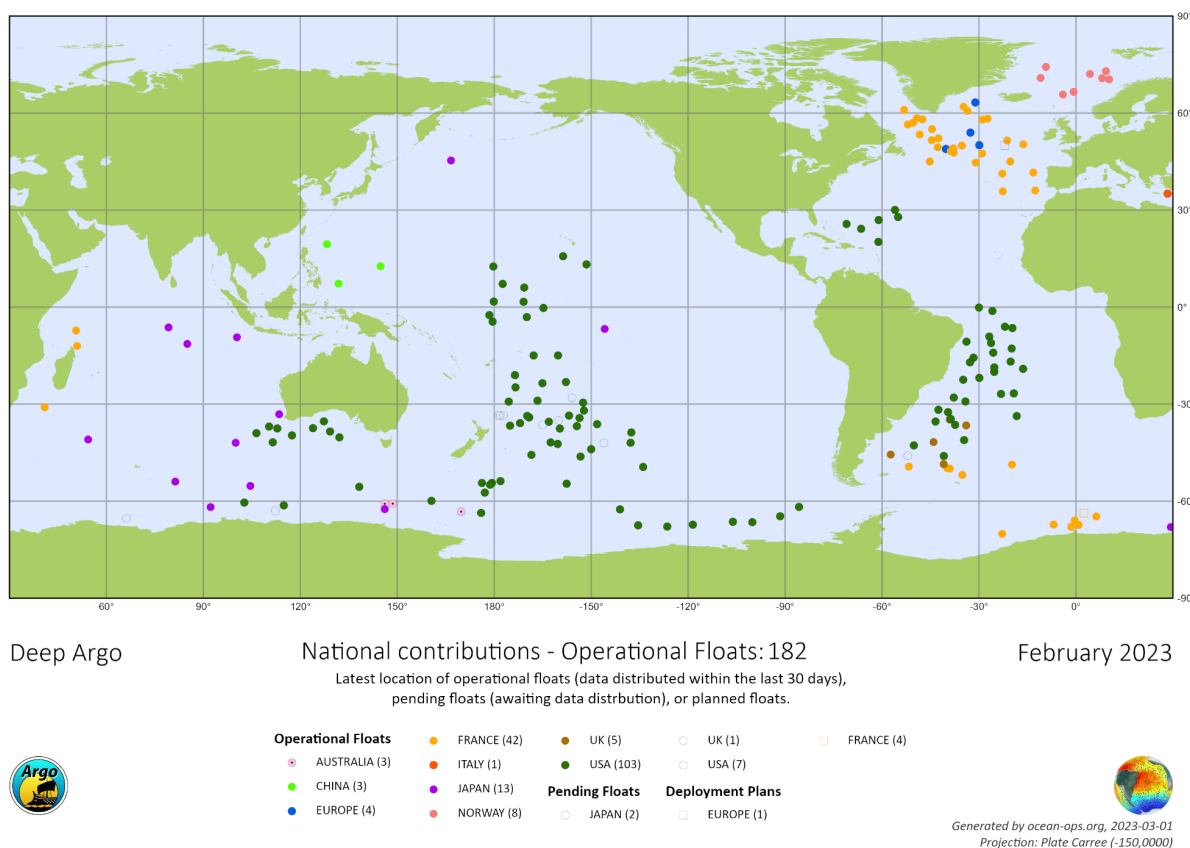 90°
60°
30°
0°
-30°
-60°
-90
60°
90°
120°
150°
180°
-150°
-120°
-90°
-60°
-30°
0°
Deep Argo
National contributions - Operational Floats: 182
February 2023
Latest location of operational floats (data distributed within the last 30 days),
pending floats (awaiting data distrbution), or planned floats.
Operational Floats
AUSTRALIA (3)
CHINA (3)
EUROPE (4)
FRANCE (42)
ITALY (1)
JAPAN (13)
NORWAY (8)
UK (5)
USA (103)
Pending Floats
JAPAN (2)
UK (1)
USA (7)
Deployment Plans
EUROPE (1)
FRANCE (4)
Argo
Generated by ocean-ops.org, 2023-03-01
Projection: Plate Carree (-150,0000)